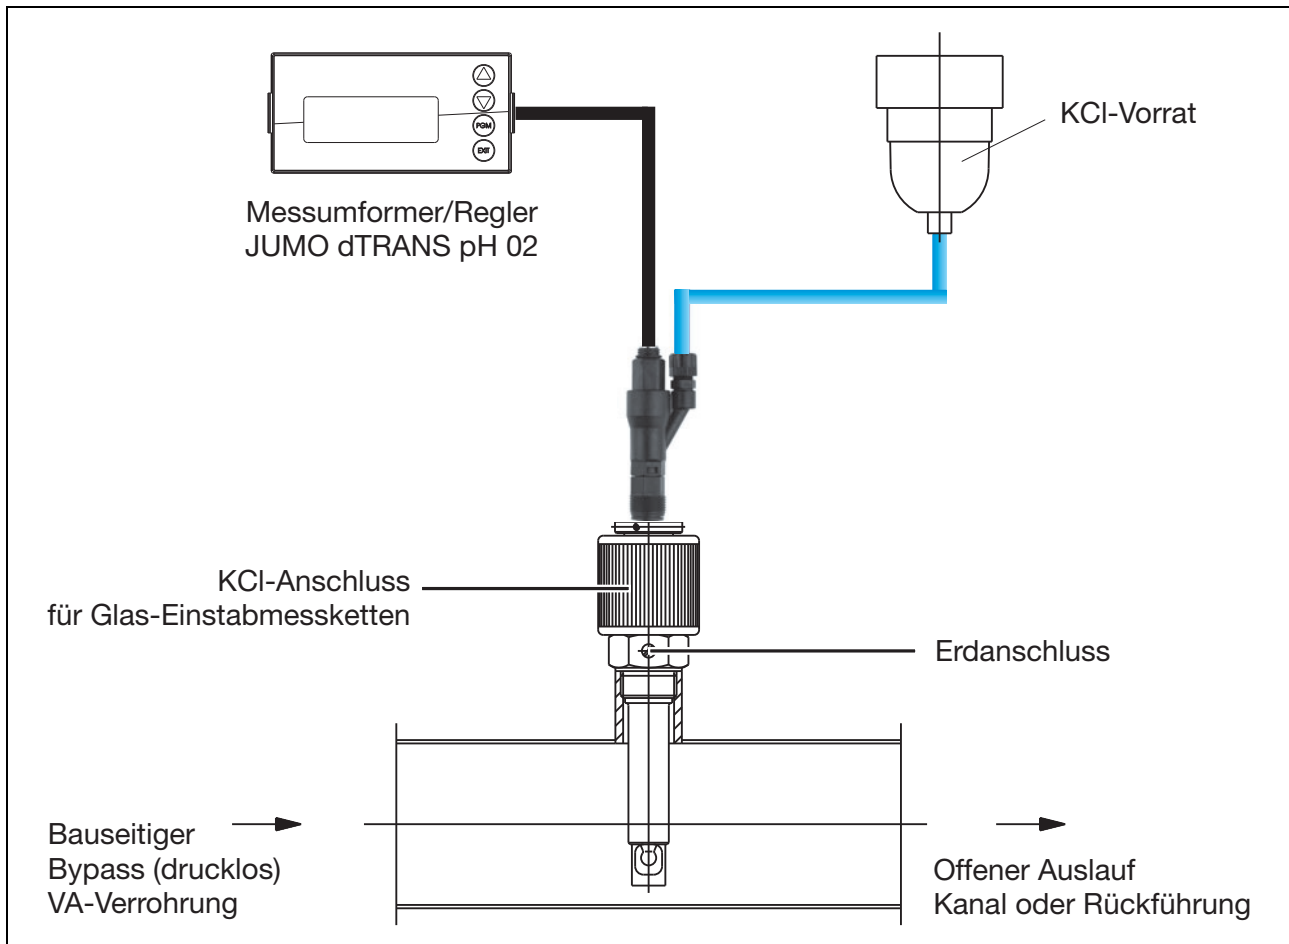 PGM
EXIT
KCl-Vorrat
Messumformer/Regler
JUMO dTRANS pH 02
KCl-Anschluss
für Glas-Einstabmessketten
Erdanschluss
Bauseitiger
Bypass (drucklos)
VA-Verrohrung
Offener Auslauf
Kanal oder Rückführung